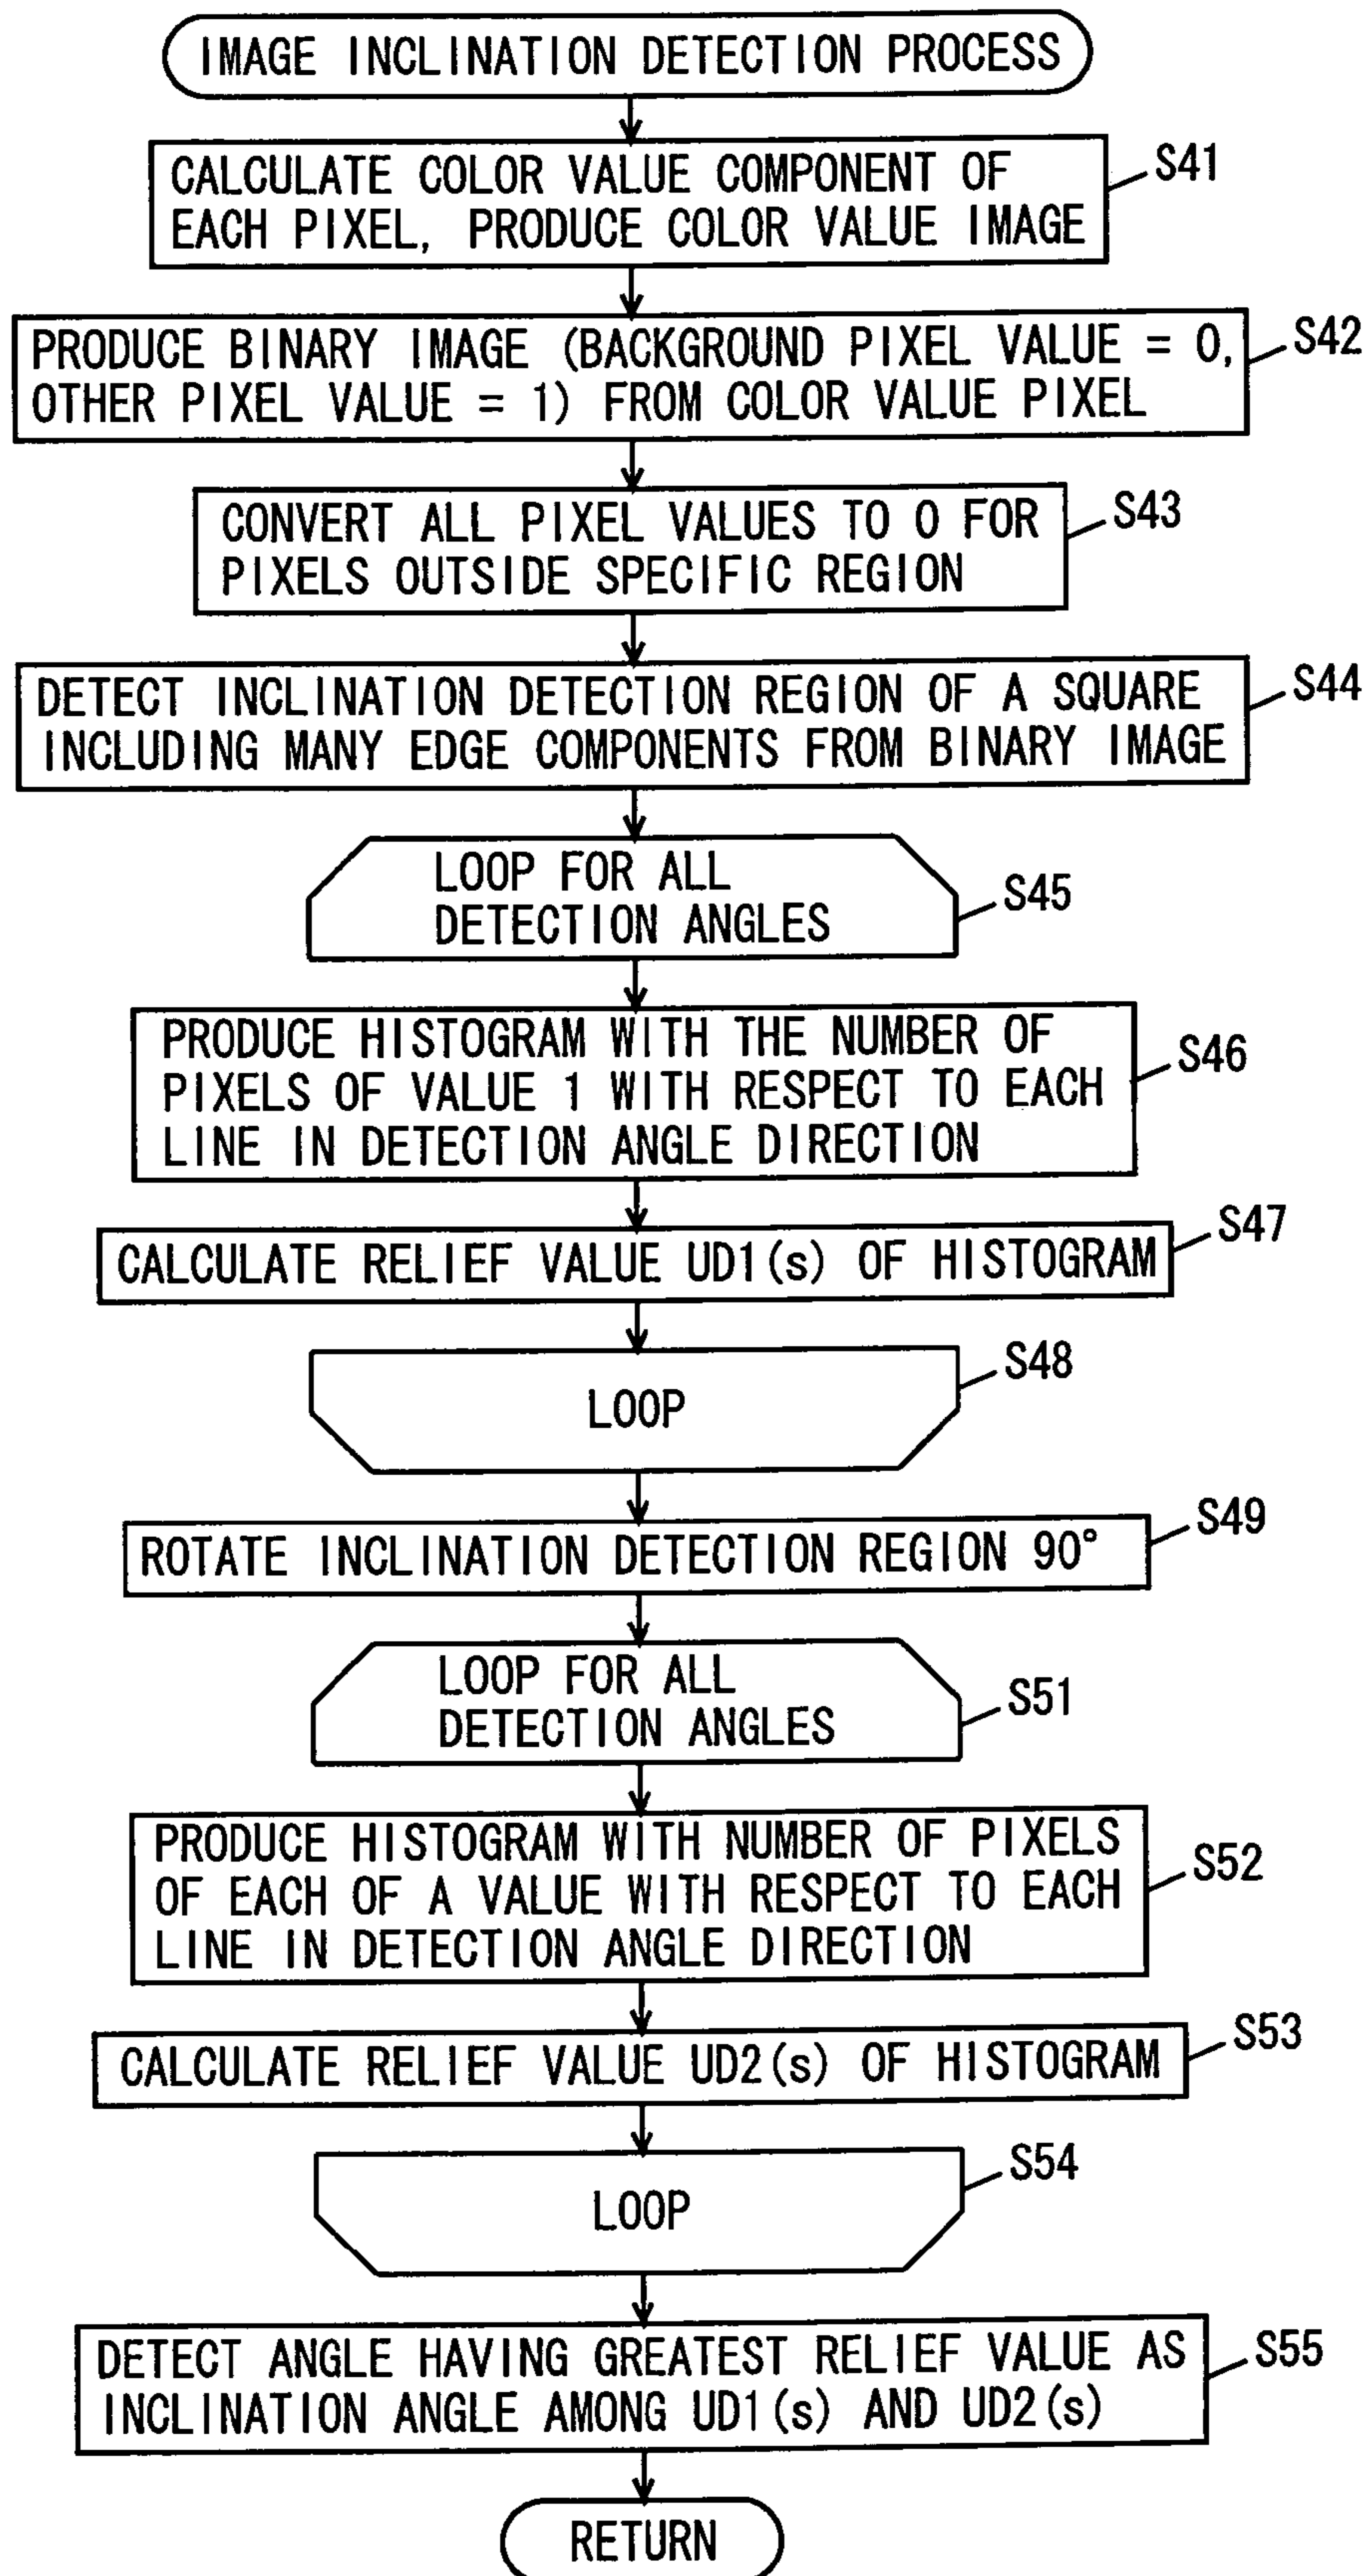 IMAGE INCLINATION DETECTION PROCESS
CALCULATE COLOR VALUE COMPONENT OF
EACH PIXEL, PRODUCE COLOR VALUE IMAGE
S41
PRODUCE BINARY IMAGE (BACKGROUND PIXEL VALUE = 0,
OTHER PIXEL VALUE = 1) FROM COLOR VALUE PIXEL
S42
CONVERT ALL PIXEL VALUES TO 0 FOR
PIXELS OUTSIDE SPECIFIC REGION
S43
DETECT INCLINATION DETECTION REGION OF A SQUARE
INCLUDING MANY EDGE COMPONENTS FROM BINARY IMAGE
S44
LOOP FOR ALL
DETECTION ANGLES
S45
PRODUCE HISTOGRAM WITH THE NUMBER OF
PIXELS OF VALUE 1 WITH RESPECT TO EACH
LINE IN DETECTION ANGLE DIRECTION
S46
CALCULATE RELIEF VALUE UD1(s) OF HISTOGRAM
S47
LOOP
S48
ROTATE INCLINATION DETECTION REGION 90°
S49
LOOP FOR ALL
DETECTION ANGLES
S51
PRODUCE HISTOGRAM WITH NUMBER OF PIXELS
OF EACH OF A VALUE WITH RESPECT TO EACH
LINE IN DETECTION ANGLE DIRECTION
S52
CALCULATE RELIEF VALUE UD2(s) OF HISTOGRAM
S53
LOOP
S54
DETECT ANGLE HAVING GREATEST RELIEF VALUE AS
INCLINATION ANGLE AMONG UD1(s) AND UD2(s)
S55
RETURN